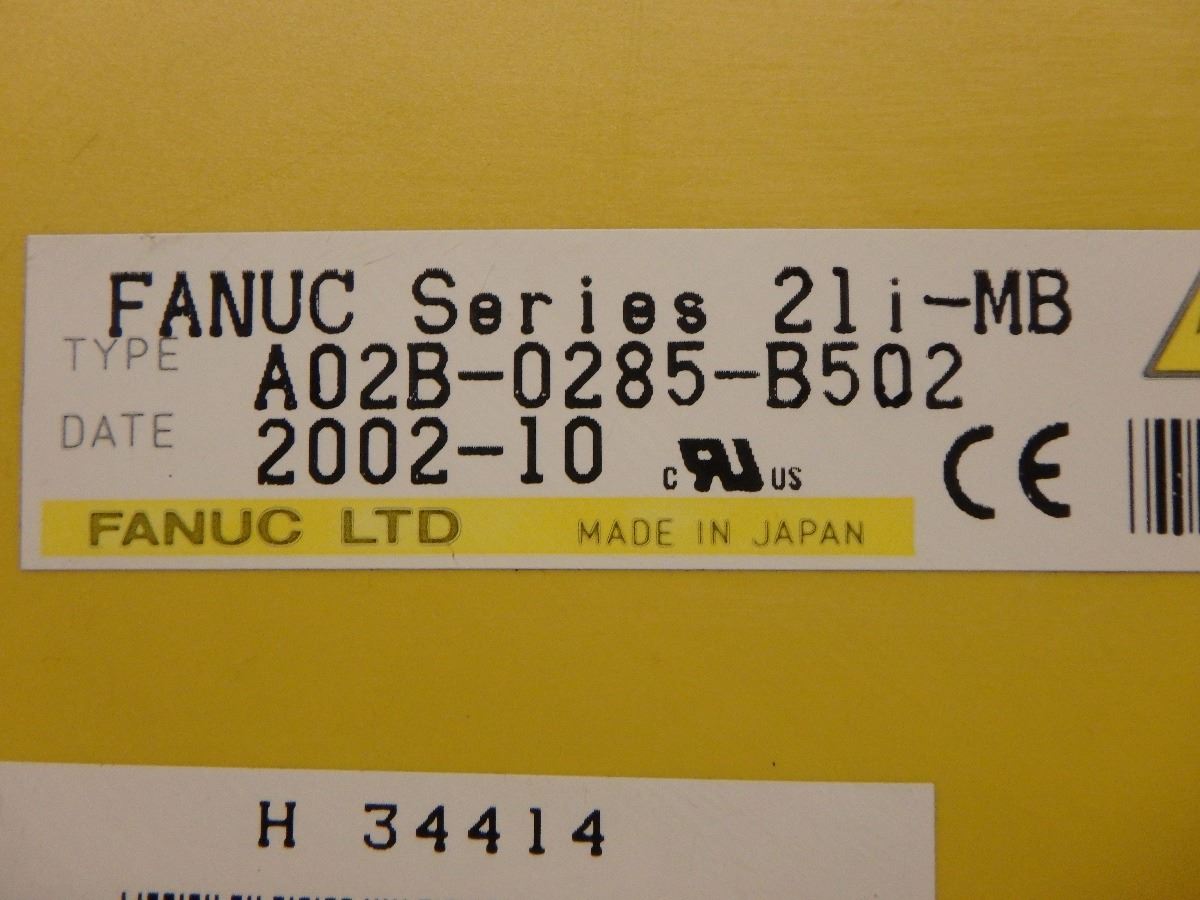 FANUC Series 21i-MB
TYPE A02B-0285-B502
DATE 2002-10 c RU US CE
FANUC LTD MADE IN JAPAN
H 34414